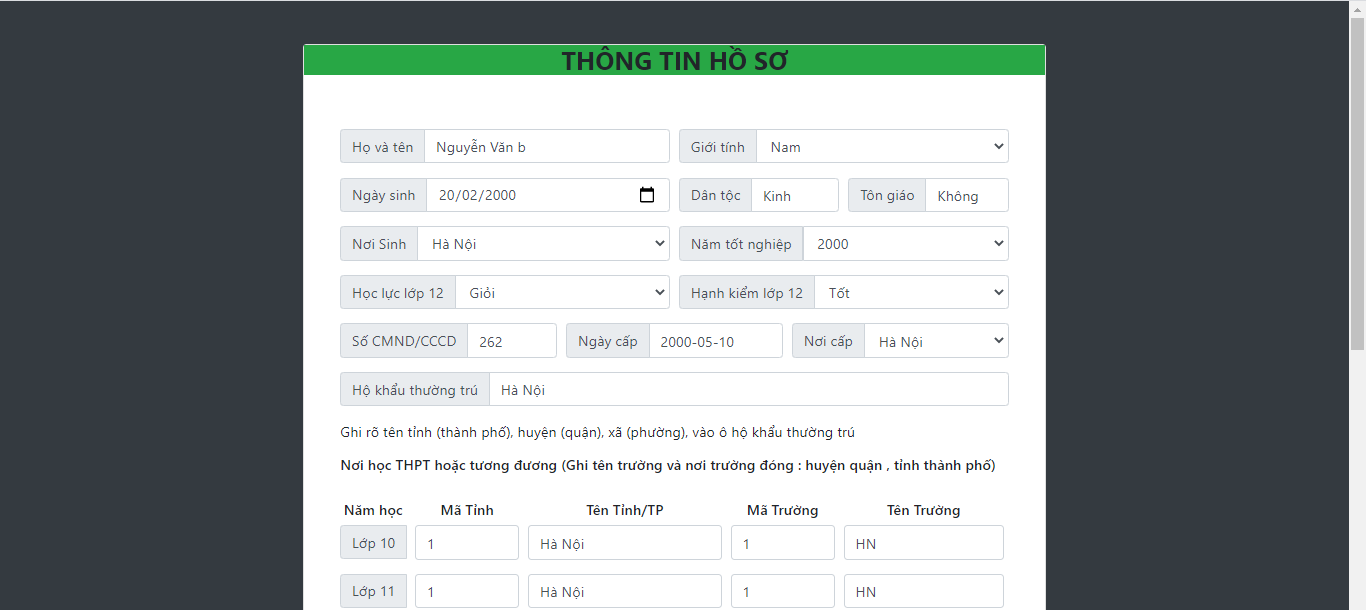 THÔNG TIN HỒ SƠ
Họ và tên Nguyễn Văn b Giới tính Nam
Ngày sinh 20/02/2000 Dân tộc Kinh Tôn giáo Không
Nơi Sinh Hà Nội Năm tốt nghiệp 2000
Học lực lớp 12 Giỏi Hạnh kiểm lớp 12 Tốt
Số CMND/CCCD 262 Ngày cấp 2000-05-10 Nơi cấp Hà Nội
Hộ khẩu thường trú Hà Nội
Ghi rõ tên tỉnh (thành phố), huyện (quận), xã (phường), vào ô hộ khẩu thường trú
Nơi học THPT hoặc tương đương (Ghi tên trường và nơi trường đóng : huyện quận , tỉnh thành phố)
Năm học Mã Tỉnh Tên Tỉnh/TP Mã Trường Tên Trường
Lớp 10 1 Hà Nội 1 HN
Lớp 11 1 Hà Nội 1 HN